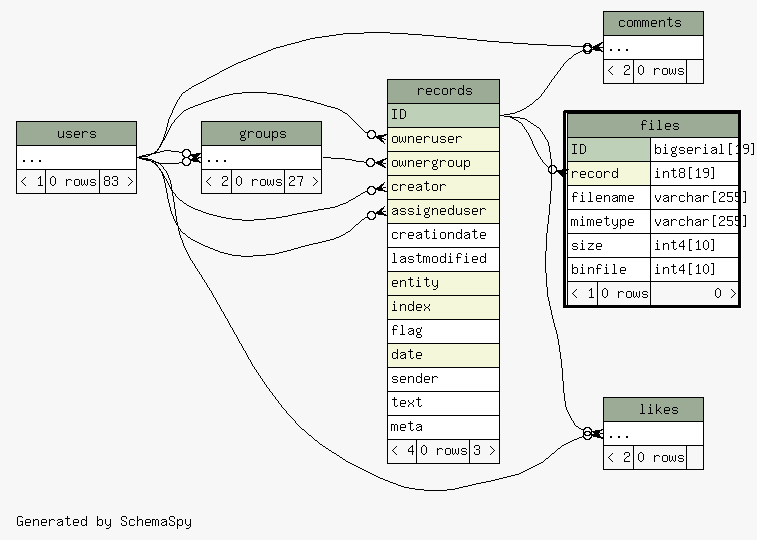 comments
...
< 2 0 rows
records
ID
owneruser
ownergroup
creator
assigneduser
creationdate
lastmodified
entity
index
flag
date
sender
text
meta
< 4 0 rows 3 >
users
...
< 1 0 rows 83 >
groups
...
< 2 0 rows 27 >
files
ID bigserial[19]
record int8[19]
filename varchar[255]
mimetype varchar[255]
size int4[10]
binfile int4[10]
< 1 0 rows 0 >
likes
...
< 2 0 rows
Generated by SchemaSpy